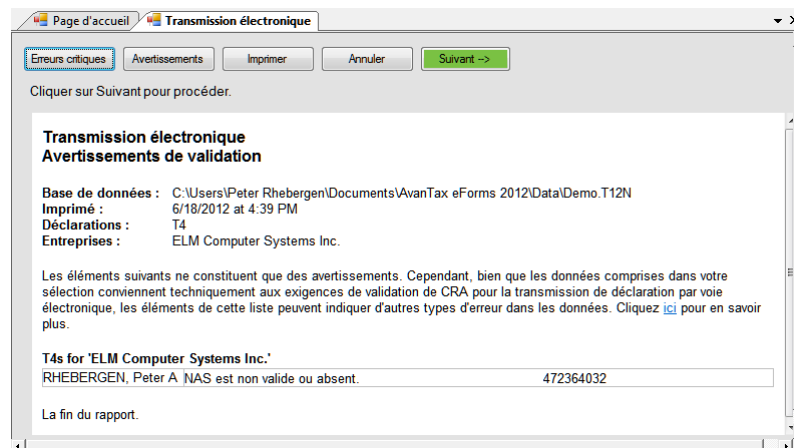 Page d'accueil Transmission électronique
Erreurs critiques Avertissements Imprimer Annuler Suivant -->
Cliquer sur Suivant pour procéder.
Transmission électronique
Avertissements de validation
Base de données : C:\Users\Peter Rhebergen\Documents\AvanTax eForms 2012\Data\Demo.T12N
Imprimé : 6/18/2012 at 4:39 PM
Déclarations : T4
Entreprises : ELM Computer Systems Inc.
Les éléments suivants ne constituent que des avertissements. Cependant, bien que les données comprises dans votre
sélection conviennent techniquement aux exigences de validation de CRA pour la transmission de déclaration par voie
électronique, les éléments de cette liste peuvent indiquer d'autres types d'erreur dans les données. Cliquez ici pour en savoir
plus.
T4s for 'ELM Computer Systems Inc.'
RHEBERGEN, Peter A NAS est non valide ou absent. 472364032
La fin du rapport.